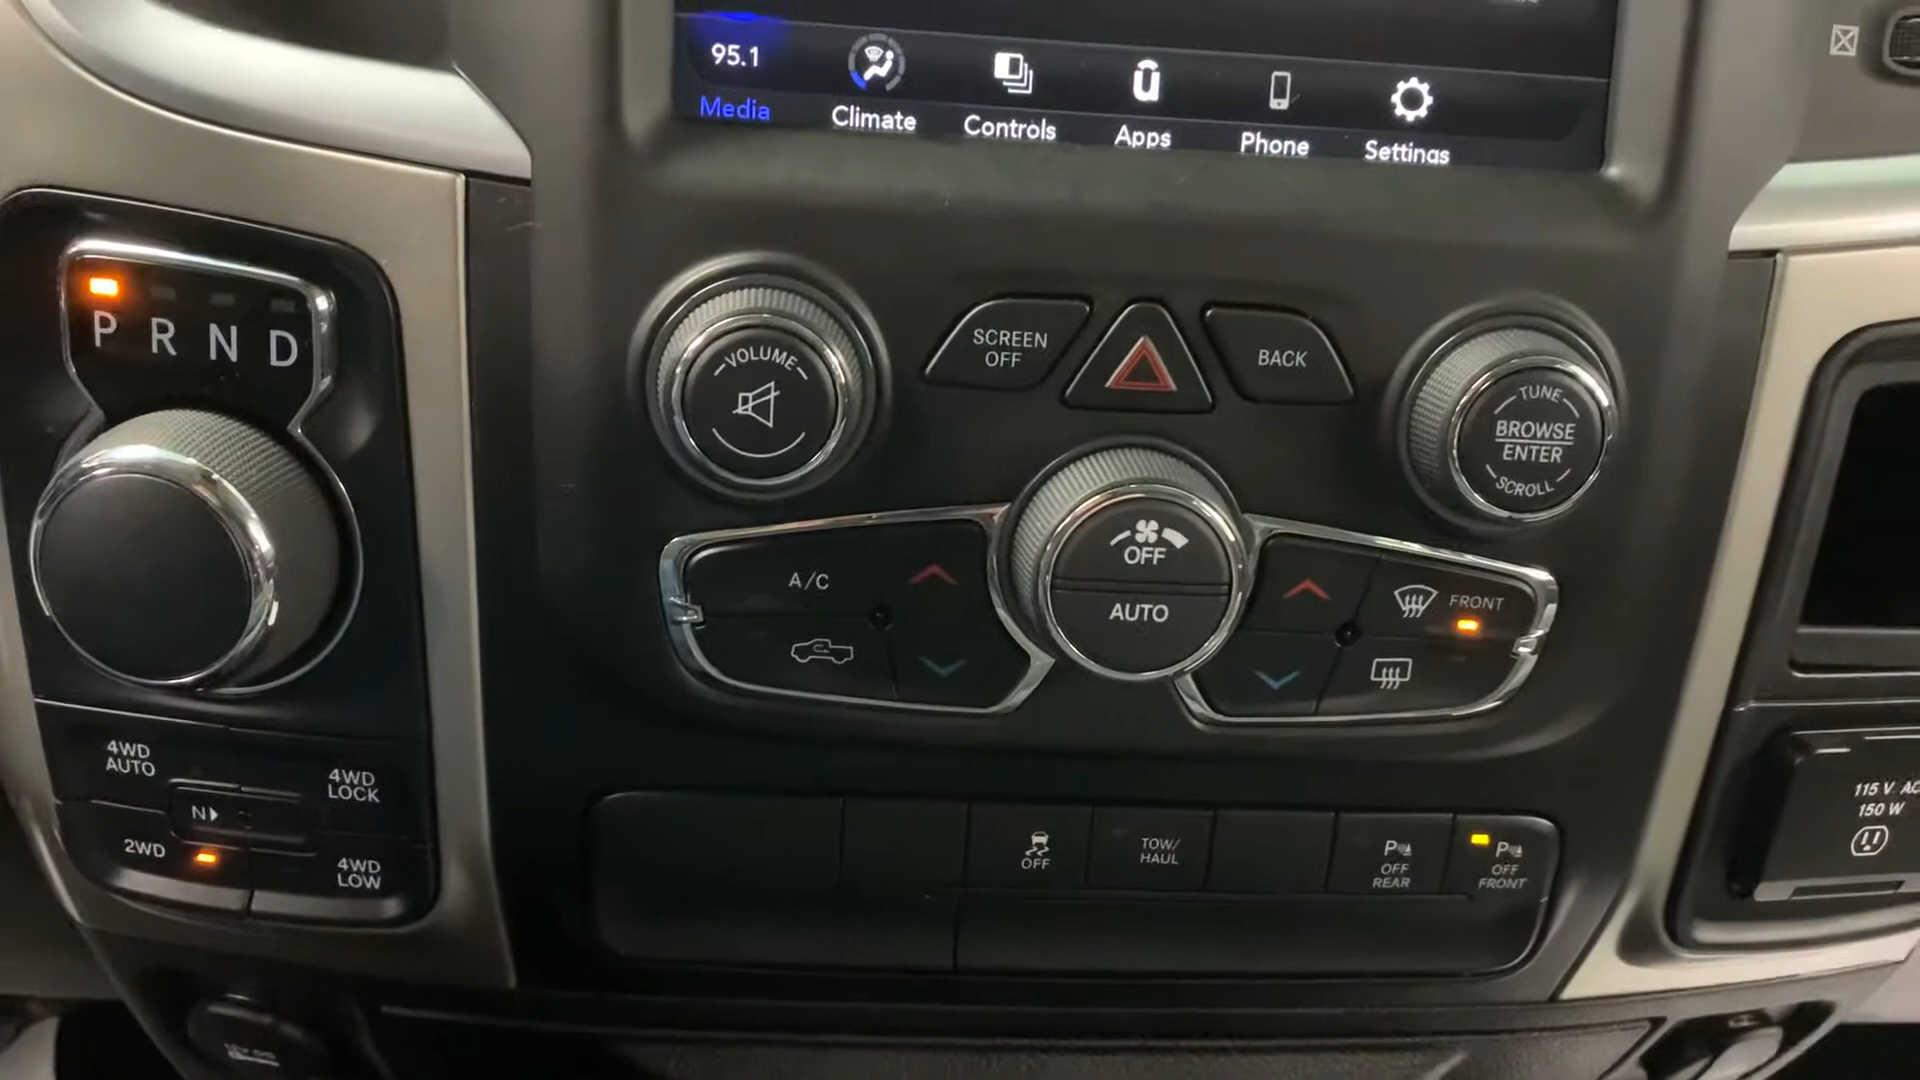 95.1
Media
Climate
Controls
Apps
Phone
Settings
P R N D
VOLUME
SCREEN
OFF
BACK
TUNE
BROWSE
ENTER
SCROLL
OFF
AUTO
A/C
FRONT
4WD
AUTO
4WD
LOCK
N
2WD
4WD
LOW
OFF
TOW/
HAUL
P
OFF
REAR
P
OFF
FRONT
115 V AC
150 W